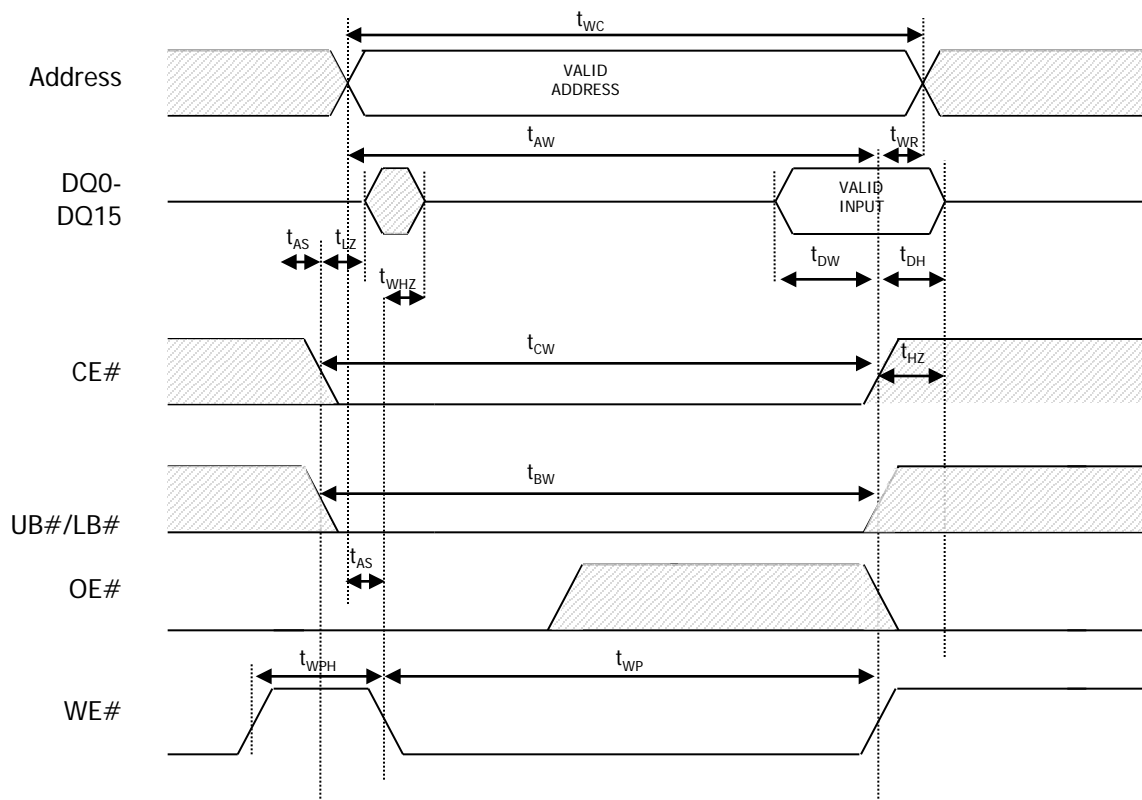 tWC
Address
VALID
ADDRESS
tAW
tWR
DQ0-
DQ15
VALID
INPUT
tAS
tLZ
tWHZ
tDW
tDH
tCW
tHZ
CE#
tBW
UB#/LB#
tAS
OE#
tWPH
tWP
WE#